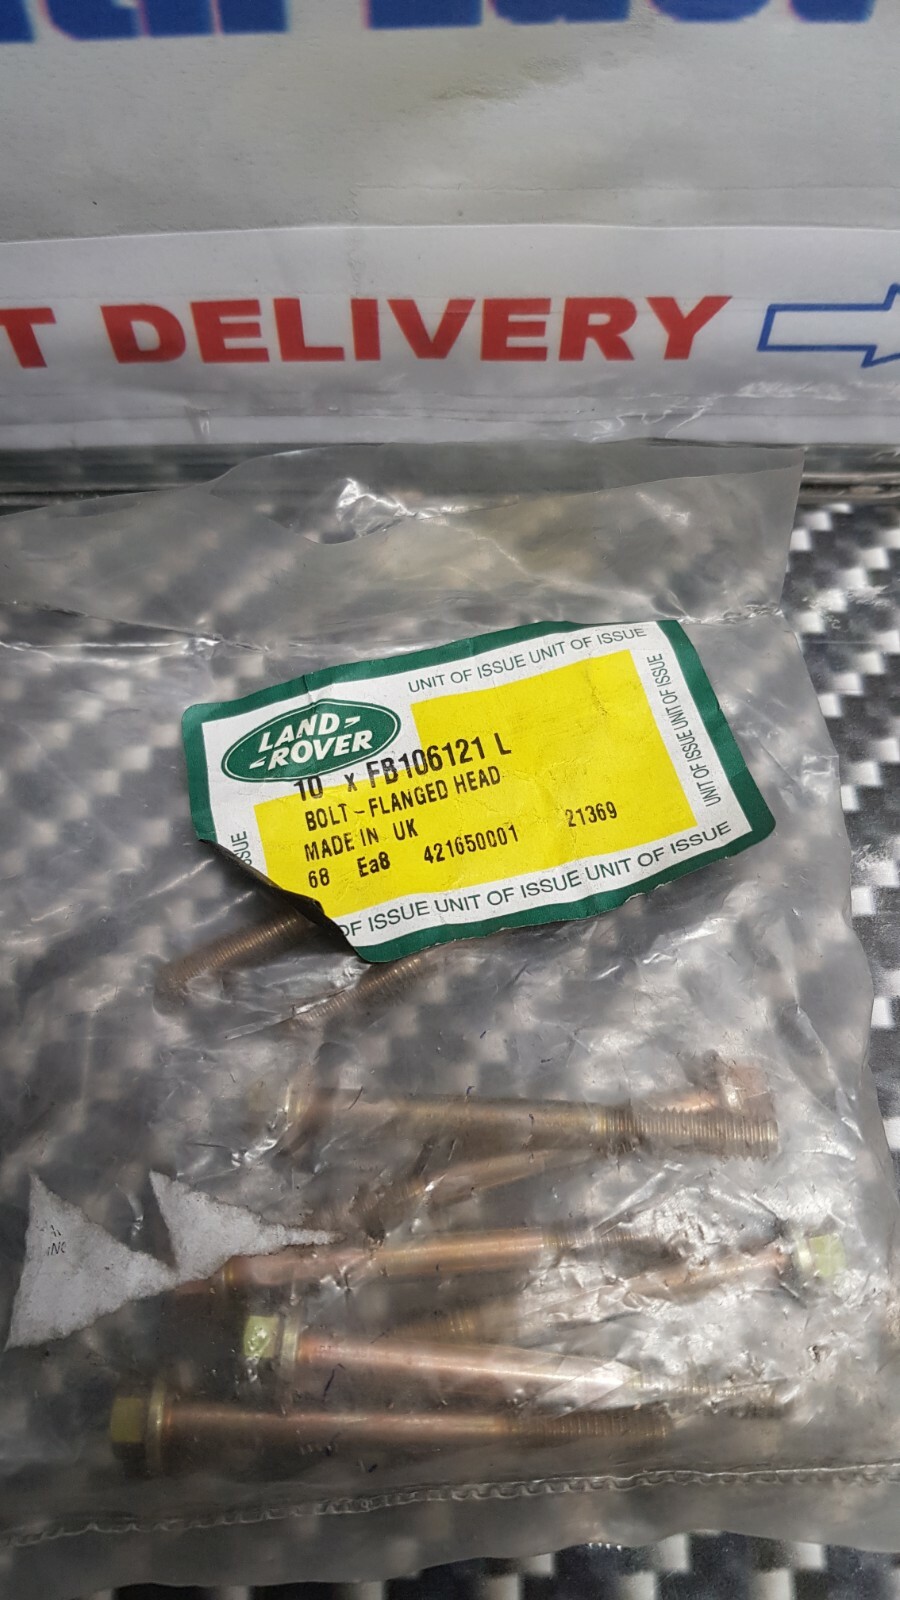 T DELIVERY
UNIT OF ISSUE UNIT OF ISSUE
LAND-
-ROVER
10 x FB106121 L
BOLT-FLANGED HEAD
MADE IN UK
68 Ea8 421650001 21369
OF ISSUE UNIT OF ISSUE UNIT OF ISSUE
UNIT OF ISSUE UNIT OF ISSUE
SUE